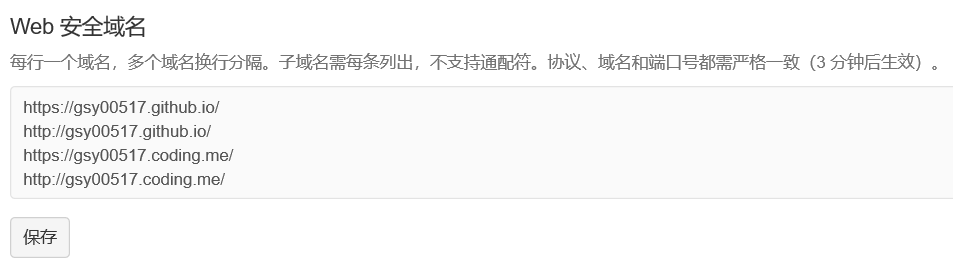 Web 安全域名
每行一个域名，多个域名换行分隔。子域名需每条列出，不支持通配符。协议、域名和端口号都需严格一致（3 分钟后生效）。
https://gsy00517.github.io/
http://gsy00517.github.io/
https://gsy00517.coding.me/
http://gsy00517.coding.me/
保存